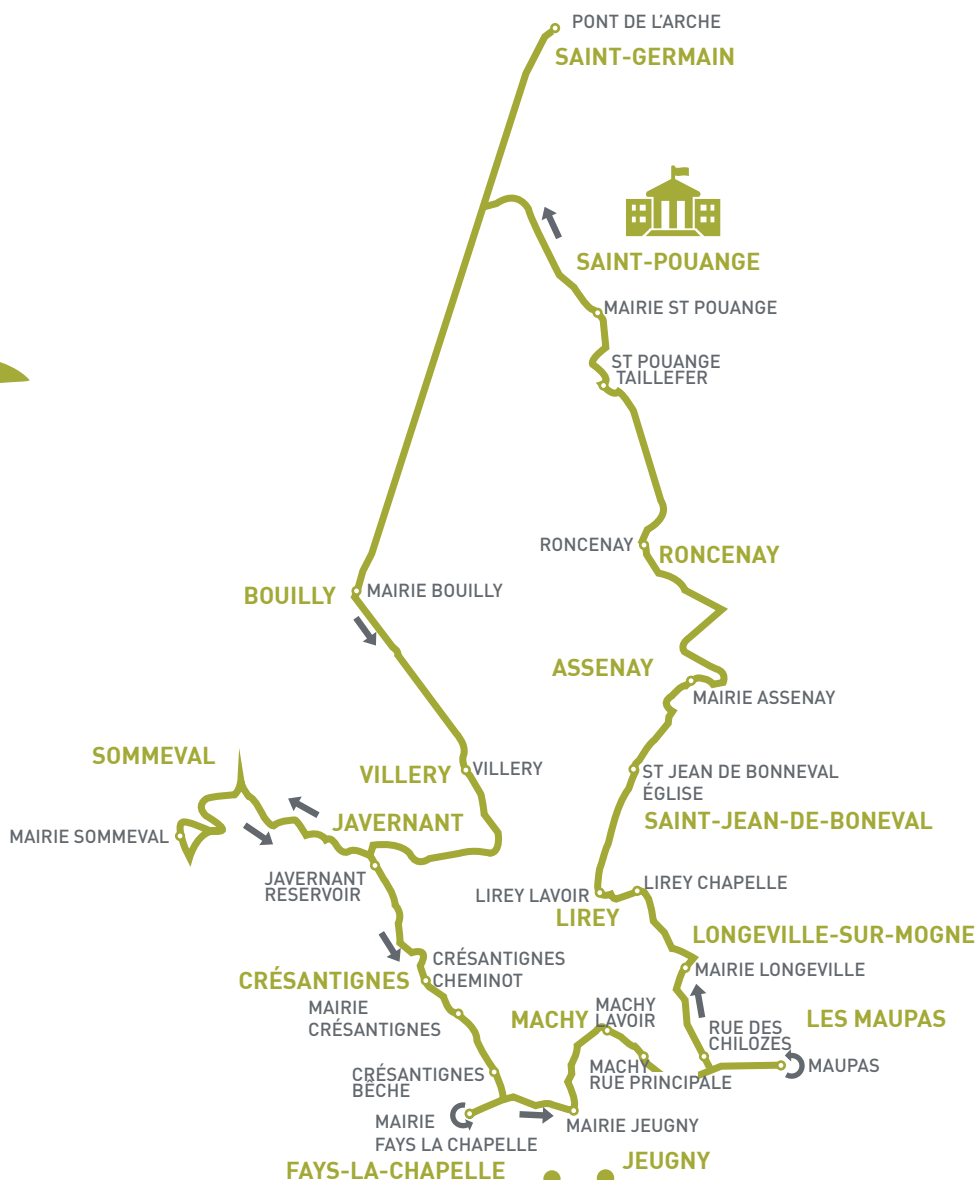 PONT DE L'ARCHE
SAINT-GERMAIN
SAINT-POUANGE
MAIRIE ST POUANGE
ST POUANGE
TAILLEFER
RONCENAY
RONCENAY
BOUILLY
MAIRIE BOUILLY
ASSENAY
MAIRIE ASSENAY
SOMMEVAL
VILLERY
VILLERY
ST JEAN DE BONNEVAL
ÉGLISE
SAINT-JEAN-DE-BONEVAL
JAVERNANT
MAIRIE SOMMEVAL
JAVERNANT
RESERVOIR
LIREY LAVOIR
LIREY CHAPELLE
LIREY
LONGEVILLE-SUR-MOGNE
MAIRIE LONGEVILLE
CRÉSANTIGNES
CRÉSANTIGNES
CHEMINOT
MAIRIE
CRÉSANTIGNES
MACHY
MACHY
LAVOIR
RUE DES
CHILOZES
LES MAUPAS
MAUPAS
MACHY
RUE PRINCIPALE
CRÉSANTIGNES
BÊCHE
MAIRIE
FAYS LA CHAPELLE
MAIRIE JEUGNY
FAYS-LA-CHAPELLE
JEUGNY